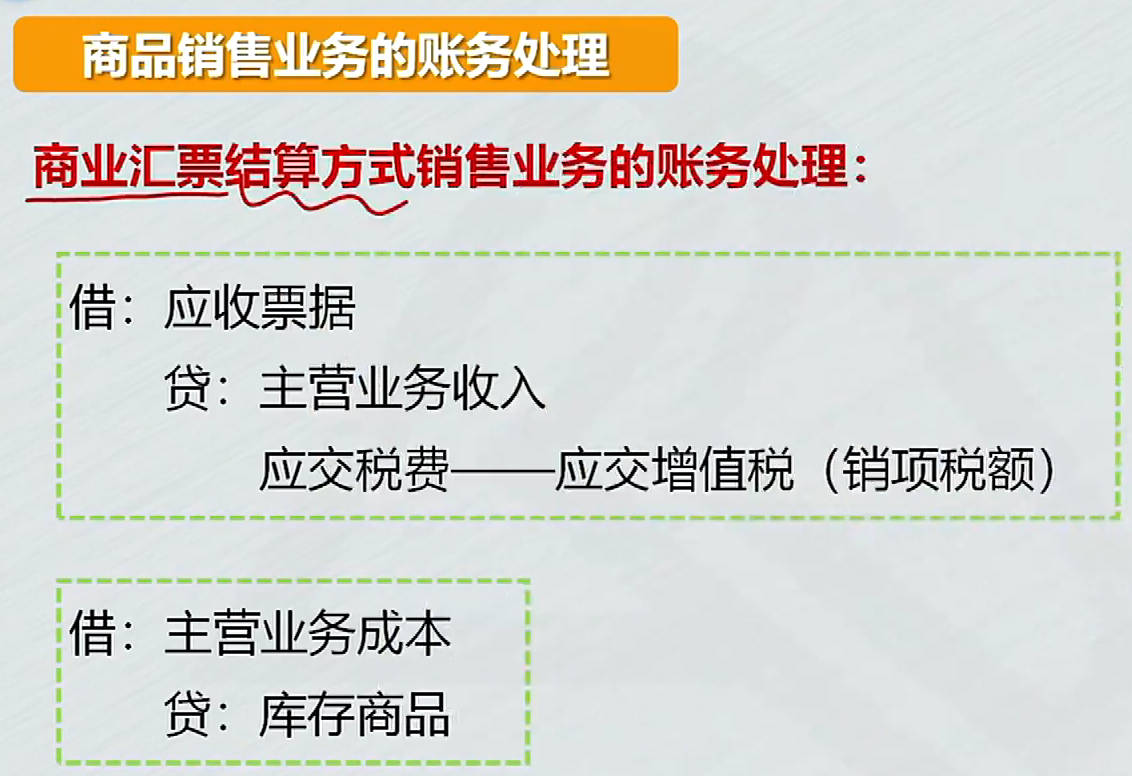 商品销售业务的账务处理
商业汇票结算方式销售业务的账务处理：
借：应收票据
贷：主营业务收入
应交税费——应交增值税（销项税额）
借：主营业务成本
贷：库存商品